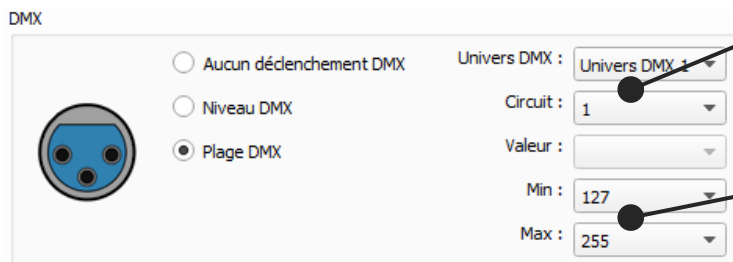 DMX
Aucun déclenchement DMX
Niveau DMX
Plage DMX
Univers DMX : Univers DMX 1
Circuit : 1
Valeur :
Min : 127
Max : 255